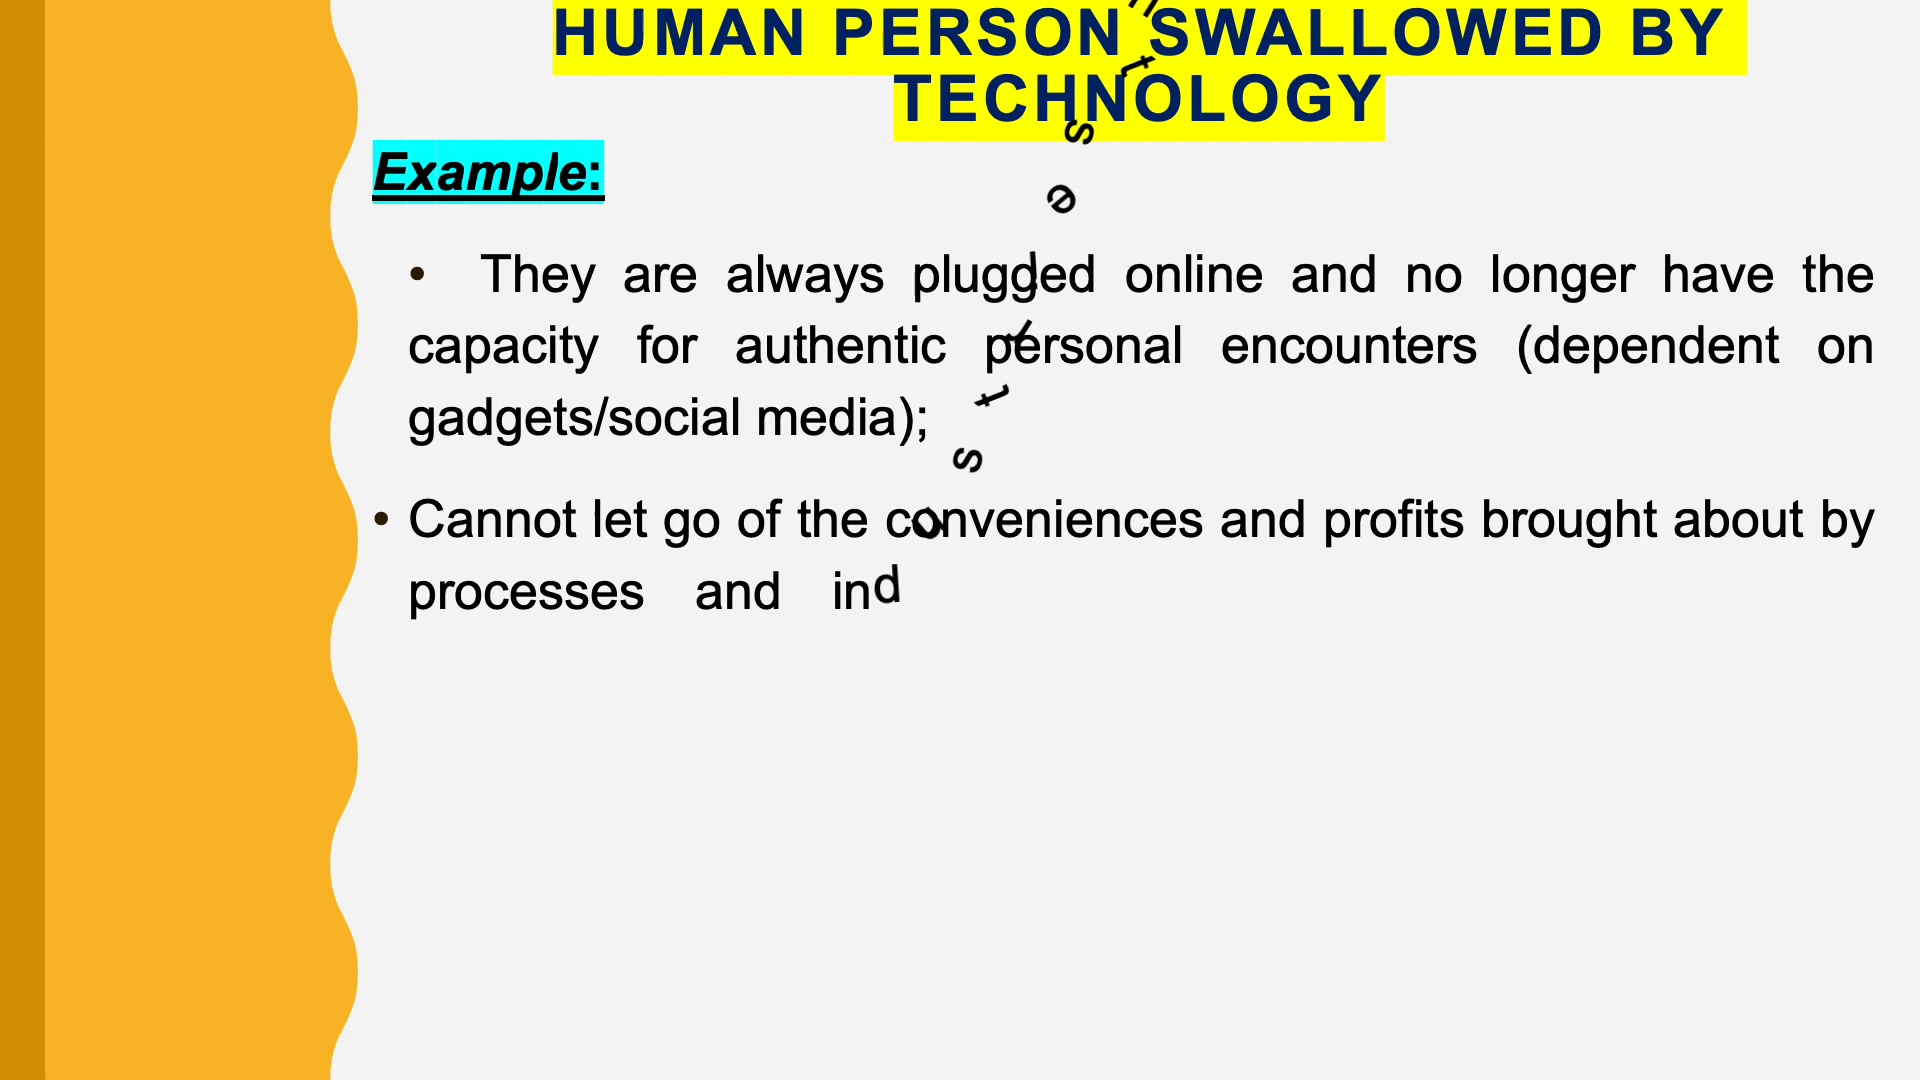 HUMAN PERSON SWALLOWED BY
TECHNOLOGY
Example:
• They are always plugged online and no longer have the
capacity for authentic personal encounters (dependent on
gadgets/social media);
• Cannot let go of the conveniences and profits brought about by
processes and ind